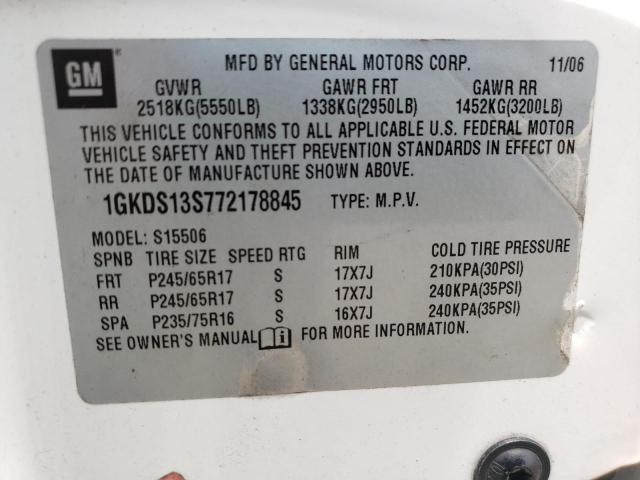 GM
MFD BY GENERAL MOTORS CORP. 11/06
GVWR GAWR FRT GAWR RR
2518KG(5550LB) 1338KG(2950LB) 1452KG(3200LB)
THIS VEHICLE CONFORMS TO ALL APPLICABLE U.S. FEDERAL MOTOR
VEHICLE SAFETY AND THEFT PREVENTION STANDARDS IN EFFECT ON
THE DATE OF MANUFACTURE SHOWN ABOVE.
1GKDS13S772178845 TYPE: M.P.V.
MODEL: S15506
SPNB TIRE SIZE SPEED RTG RIM COLD TIRE PRESSURE
FRT P245/65R17 S 17X7J 210KPA(30PSI)
RR P245/65R17 S 17X7J 240KPA(35PSI)
SPA P235/75R16 S 16X7J 240KPA(35PSI)
SEE OWNER'S MANUAL FOR MORE INFORMATION.